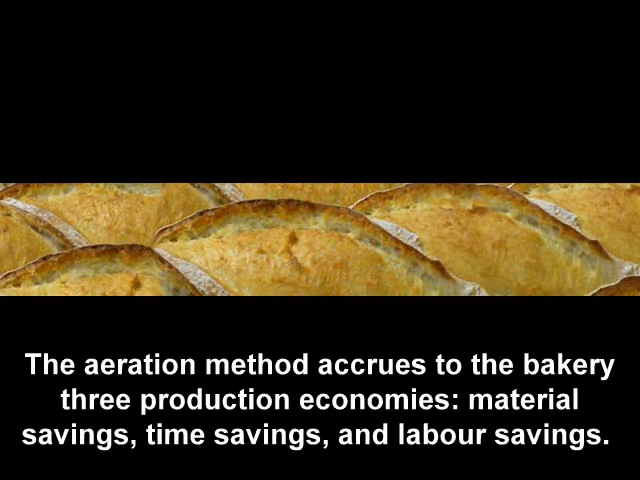 The aeration method accrues to the bakery
three production economies: material
savings, time savings, and labour savings.